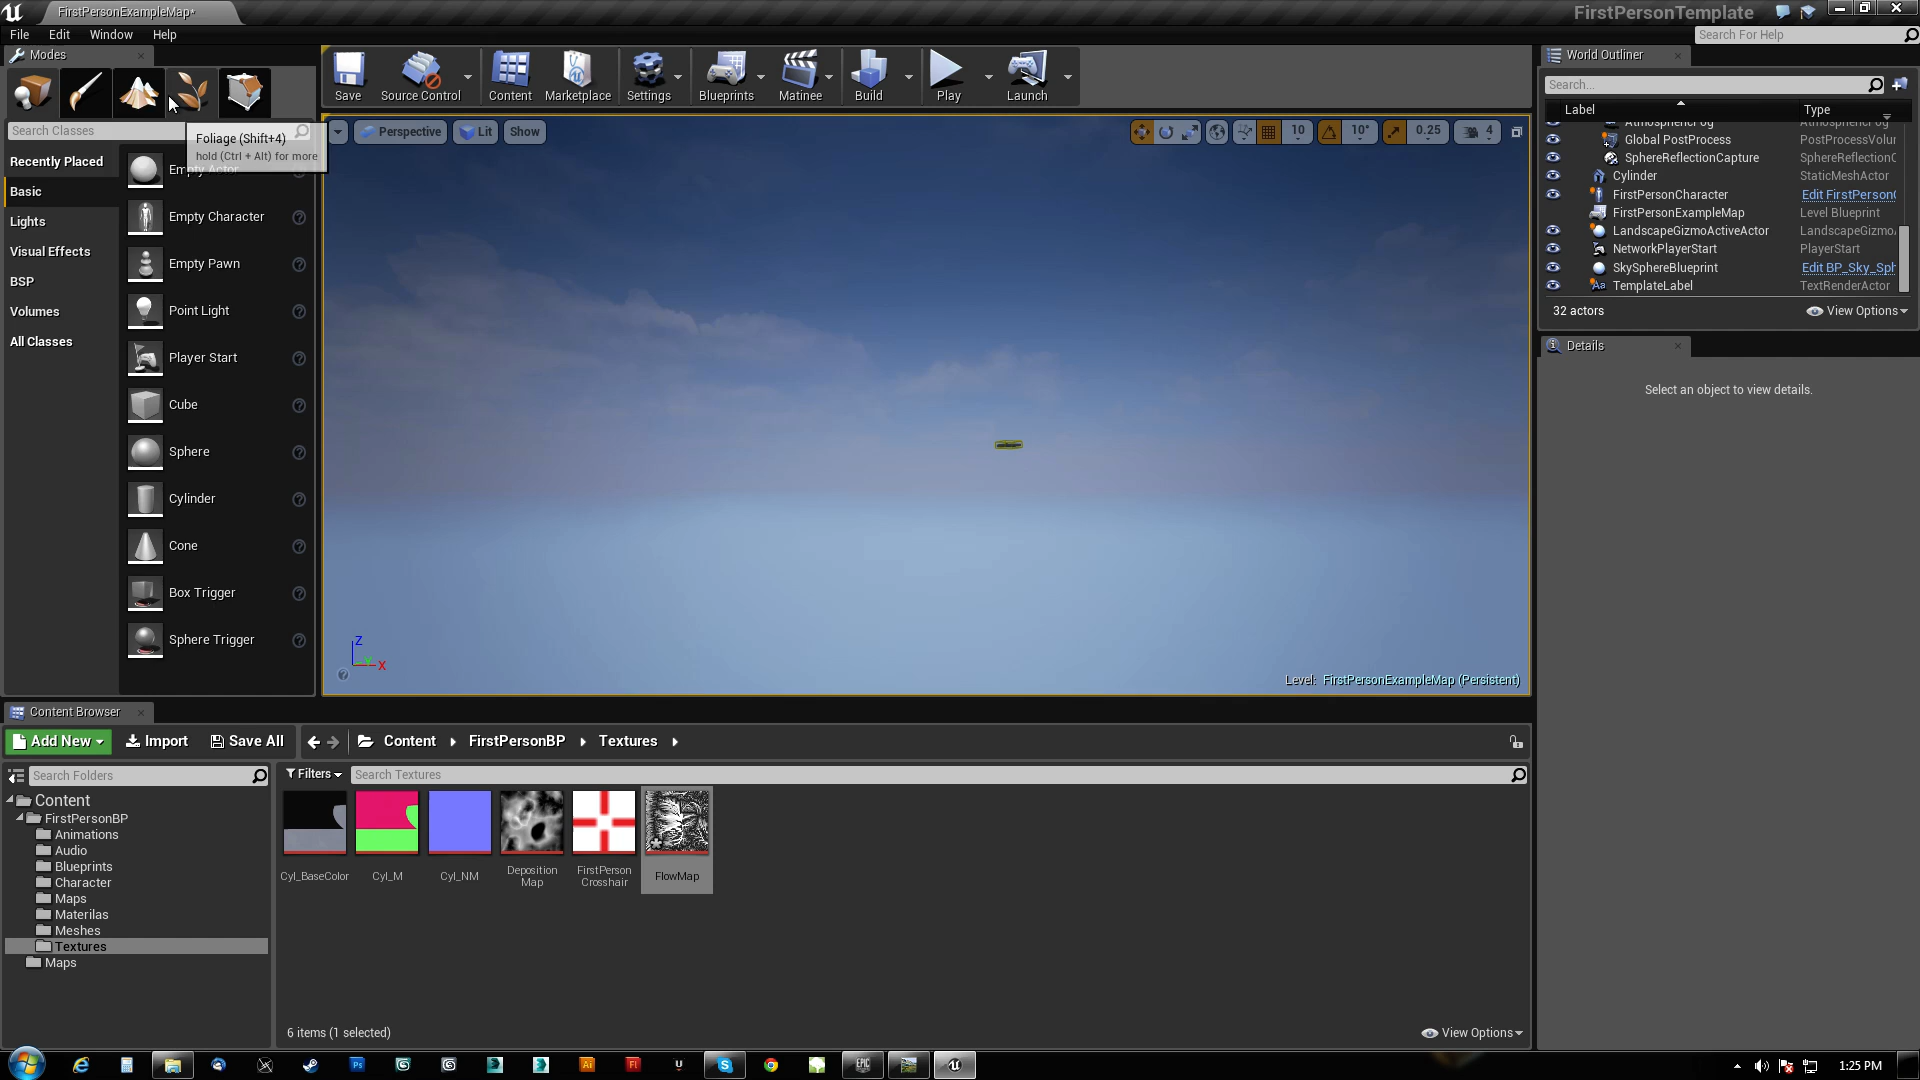 FirstPersonExampleMap*
FirstPersonTemplate
File Edit Window Help
Search For Help
Modes
Save Source Control Content Marketplace Settings Blueprints Matinee Build Play Launch
World Outliner
Search...
Label Type
Search Classes
Foliage (Shift+4)
hold (Ctrl + Alt) for more
Perspective Lit Show
10 10° 0.25 4
Recently Placed
Basic
Lights
Visual Effects
BSP
Volumes
All Classes
Empty Actor
Empty Character
Empty Pawn
Point Light
Player Start
Cube
Sphere
Cylinder
Cone
Box Trigger
Sphere Trigger
Z
Y
X
Level: FirstPersonExampleMap (Persistent)
AtmosphericFog AtmosphericFog
Global PostProcess PostProcessVolur
SphereReflectionCapture SphereReflectionC
Cylinder StaticMeshActor
FirstPersonCharacter Edit FirstPerson(
FirstPersonExampleMap Level Blueprint
LandscapeGizmoActiveActor LandscapeGizmo
NetworkPlayerStart PlayerStart
SkySphereBlueprint Edit BP_Sky_Sph
TemplateLabel TextRenderActor
32 actors
View Options
Details
Select an object to view details.
Content Browser
Add New Import Save All Content FirstPersonBP Textures
Search Folders
Filters Search Textures
Content
FirstPersonBP
Animations
Audio
Blueprints
Character
Maps
Materilas
Meshes
Textures
Maps
Cyl_BaseColor
Cyl_M
Cyl_NM
Deposition
Map
FirstPerson
Crosshair
FlowMap
6 items (1 selected)
View Options
1:25 PM